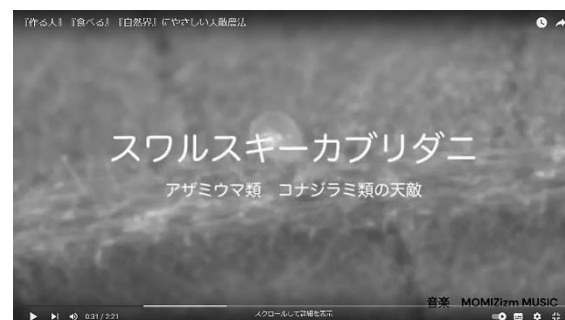 『作る人』『食べる』『自然界』にやさしい天敵農法
スワルスキーカブリダニ
アザミウマ類　コナジラミ類の天敵
音楽　MOMIZizm MUSiC
0:31 / 2:21
スクロールして詳細を表示